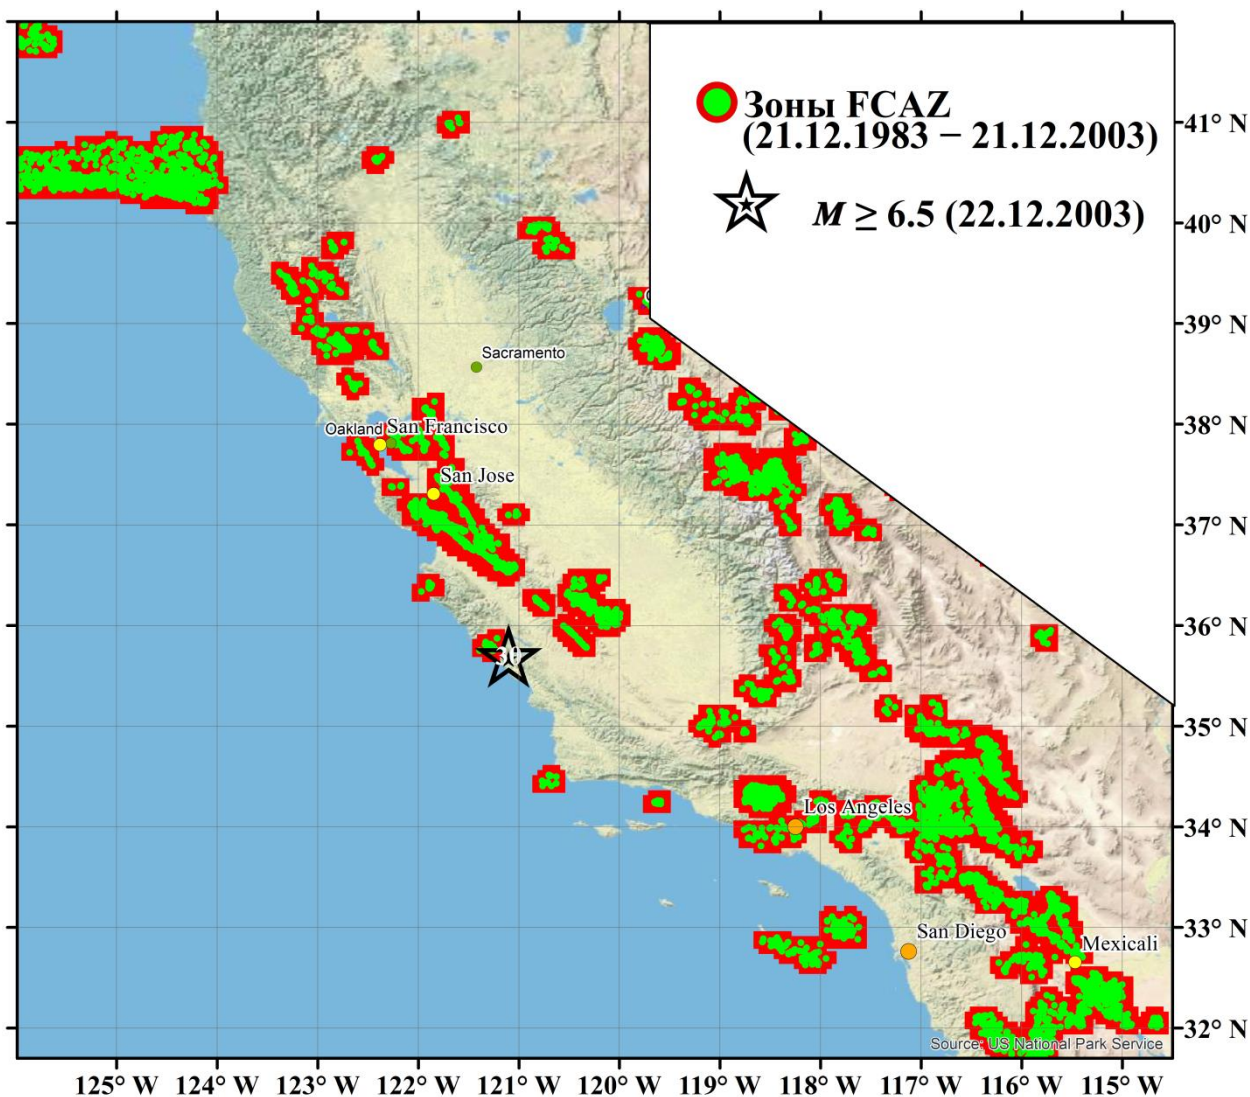 Зоны FCAZ
(21.12.1983 – 21.12.2003)
M ≥ 6.5 (22.12.2003)
41° N
40° N
39° N
38° N
37° N
36° N
35° N
34° N
33° N
32° N
Sacramento
Oakland
San Francisco
San Jose
Los Angeles
San Diego
Mexicali
Source: US National Park Service
125° W
124° W
123° W
122° W
121° W
120° W
119° W
118° W
117° W
116° W
115° W